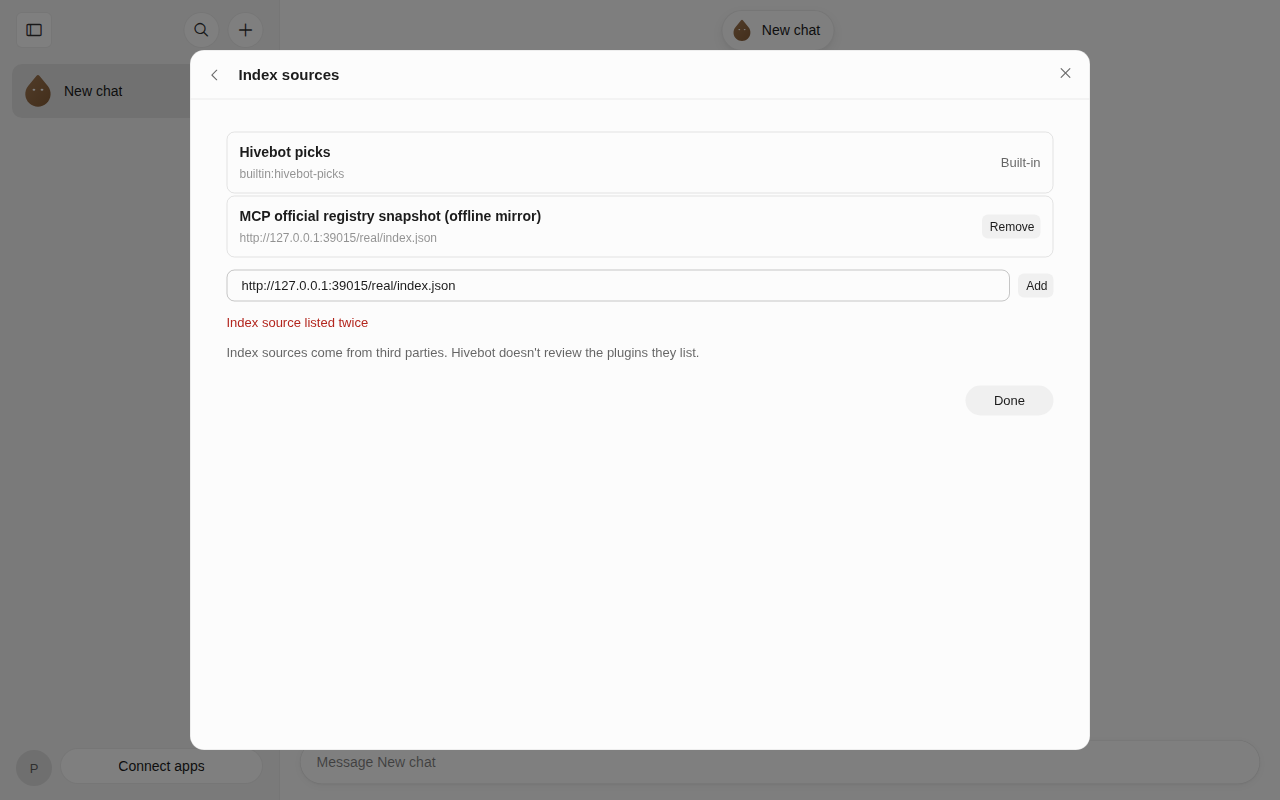 New chat
New chat
Index sources
Hivebot picks
builtin:hivebot-picks
Built-in
MCP official registry snapshot (offline mirror)
http://127.0.0.1:39015/real/index.json
Remove
http://127.0.0.1:39015/real/index.json
Add
Index source listed twice
Index sources come from third parties. Hivebot doesn't review the plugins they list.
Done
P
Connect apps
Message New chat